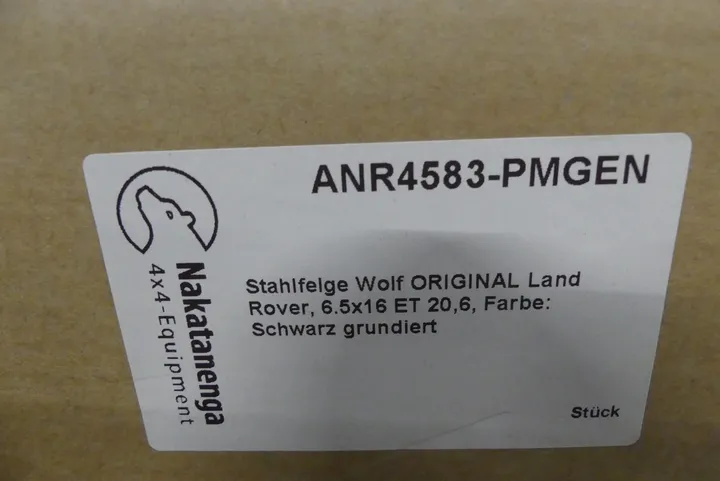 ANR4583-PMGEN
Nakatanenga
4x4-Equipment
Stahlfelge Wolf ORIGINAL Land
Rover, 6.5x16 ET 20,6, Farbe:
Schwarz grundiert
Stück